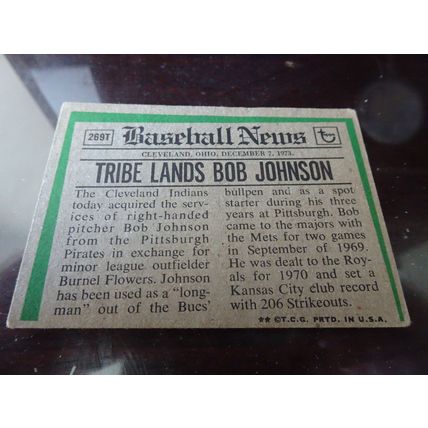 269T
Baseball News
CLEVELAND, OHIO, DECEMBER 7, 1973.
TRIBE LANDS BOB JOHNSON
The Cleveland Indians
today acquired the serv-
ices of right-handed
pitcher Bob Johnson
from the Pittsburgh
Pirates in exchange for
minor league outfielder
Burnel Flowers. Johnson
has been used as a "long-
man" out of the Bucs'
bullpen and as a spot
starter during his three
years at Pittsburgh. Bob
came to the majors with
the Mets for two games
in September of 1969.
He was dealt to the Roy-
als for 1970 and set a
Kansas City club record
with 206 Strikeouts.
** ©T.C.G. PRTD. IN U.S.A.